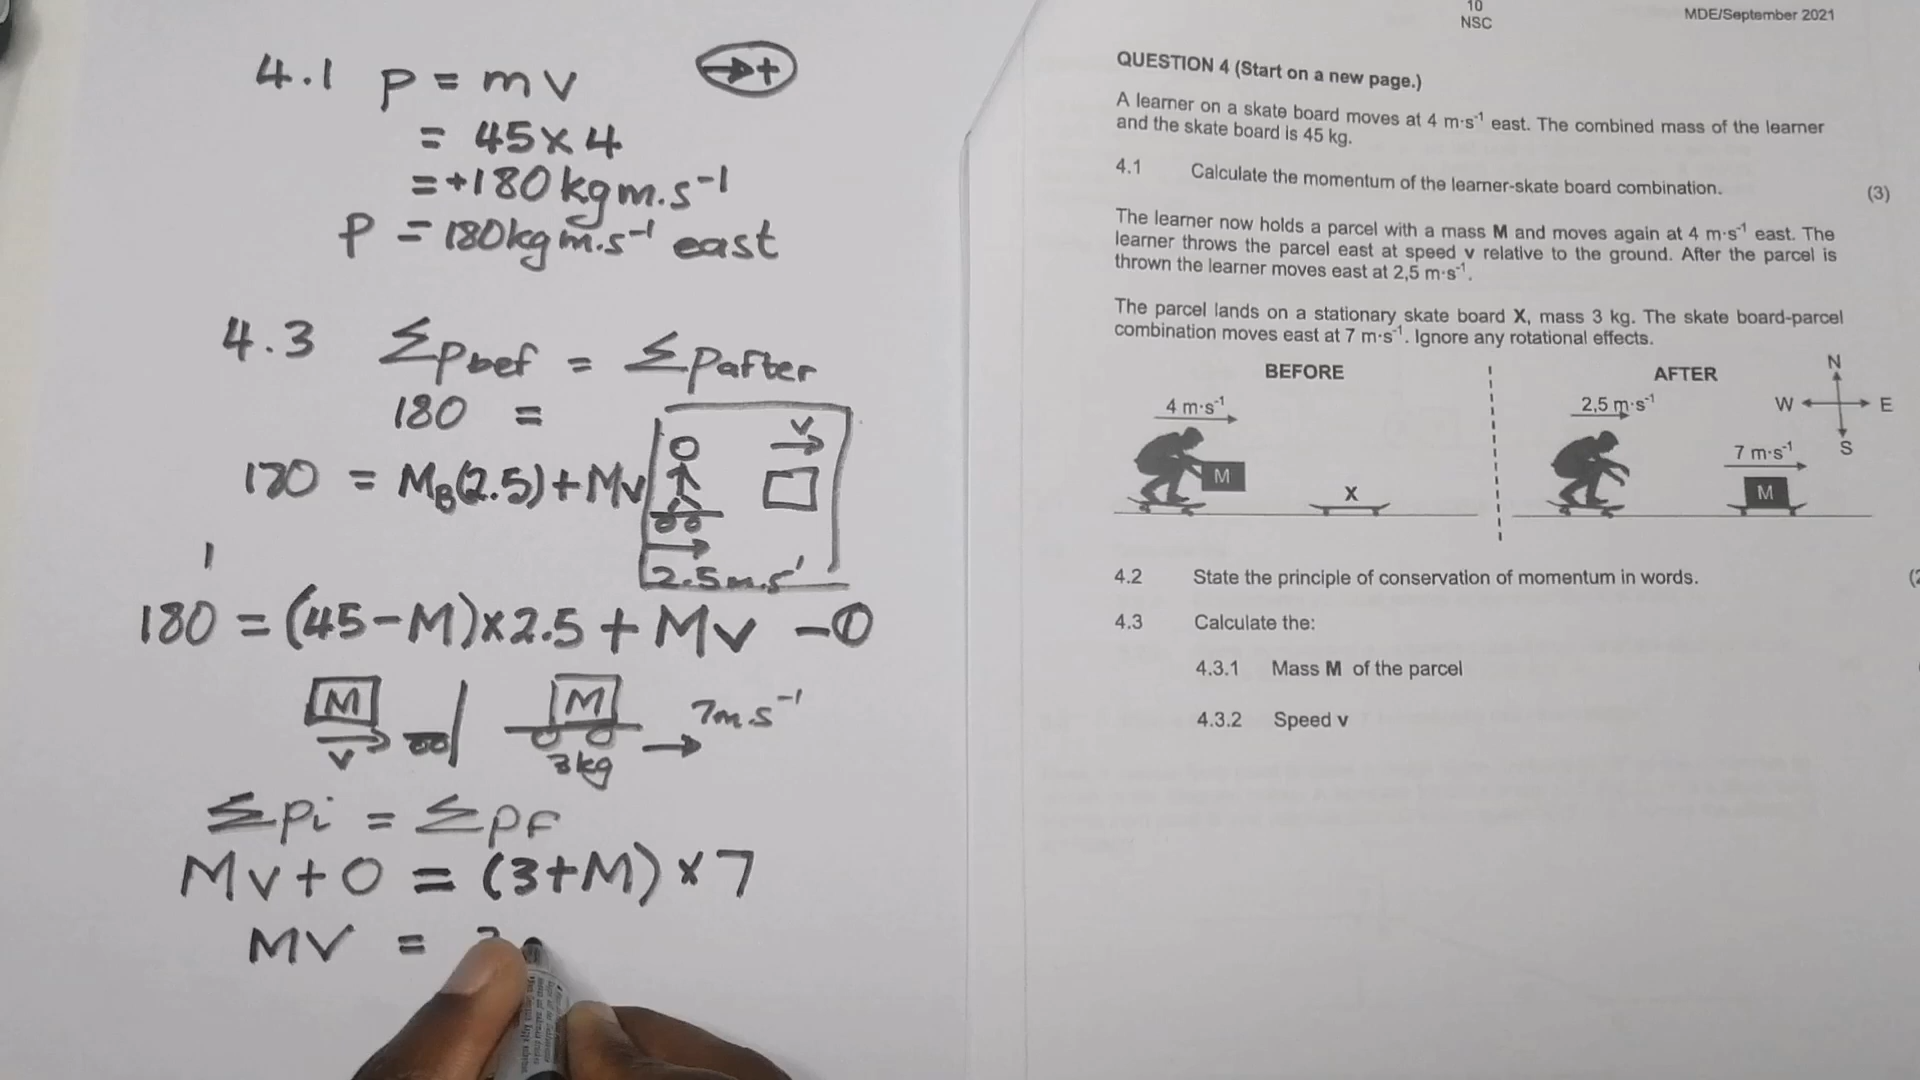 4.1 p = mv
→+
= 45×4
= +180 kg m.s⁻¹
P = 180kg m.s⁻¹ east
4.3 Σpbef = Σpafter
180 =
180 = MB(2.5)+Mv
v
2.5m.s⁻¹
180 = (45-M)×2.5 + Mv -①
M
v
M
3kg
7m.s⁻¹
Σpi = ΣpF
Mv+0 = (3+M)×7
MV =
10
NSC
MDE/September 2021
QUESTION 4 (Start on a new page.)
A learner on a skate board moves at 4 m·s⁻¹ east. The combined mass of the learner
and the skate board is 45 kg.
4.1 Calculate the momentum of the learner-skate board combination. (3)
The learner now holds a parcel with a mass M and moves again at 4 m·s⁻¹ east. The
learner throws the parcel east at speed v relative to the ground. After the parcel is
thrown the learner moves east at 2,5 m·s⁻¹.
The parcel lands on a stationary skate board X, mass 3 kg. The skate board-parcel
combination moves east at 7 m·s⁻¹. Ignore any rotational effects.
BEFORE
AFTER
N
W E
S
4 m·s⁻¹
2,5 m·s⁻¹
7 m·s⁻¹
M
X
M
4.2 State the principle of conservation of momentum in words.
4.3 Calculate the:
4.3.1 Mass M of the parcel
4.3.2 Speed v